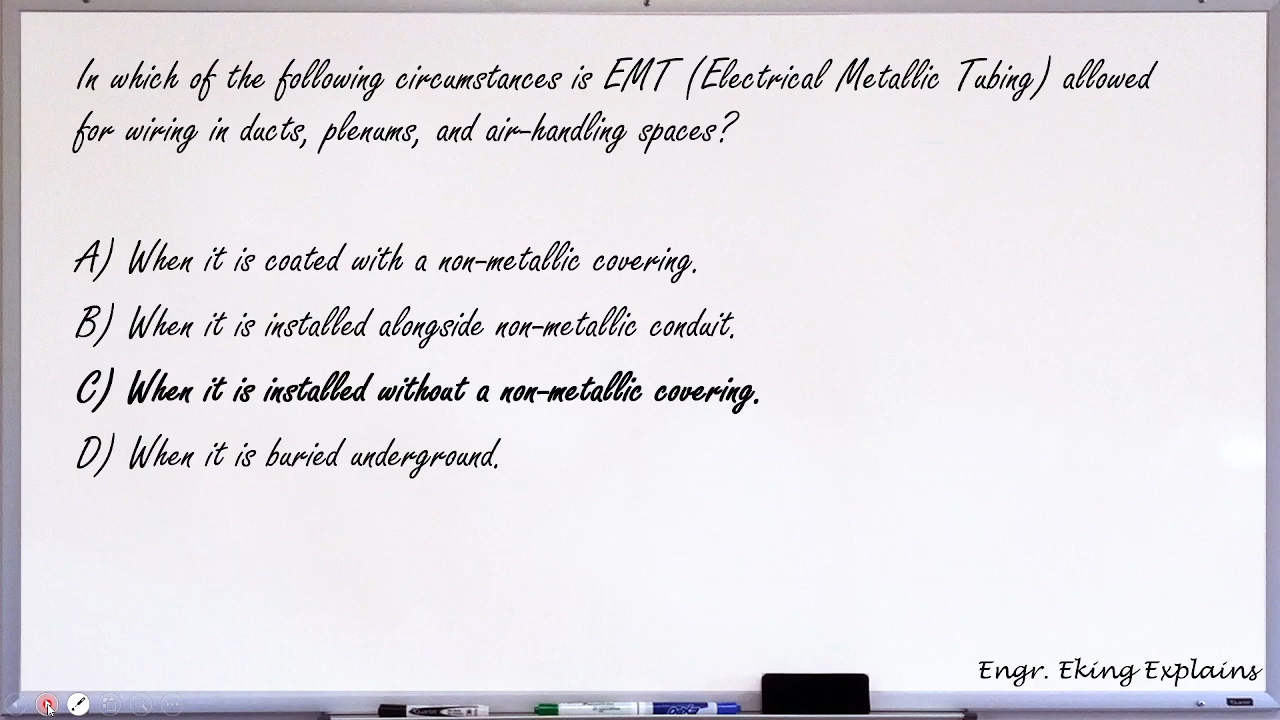 In which of the following circumstances is EMT (Electrical Metallic Tubing) allowed
for wiring in ducts, plenums, and air-handling spaces?
A) When it is coated with a non-metallic covering.
B) When it is installed alongside non-metallic conduit.
C) When it is installed without a non-metallic covering.
D) When it is buried underground.
Engr. Eking Explains